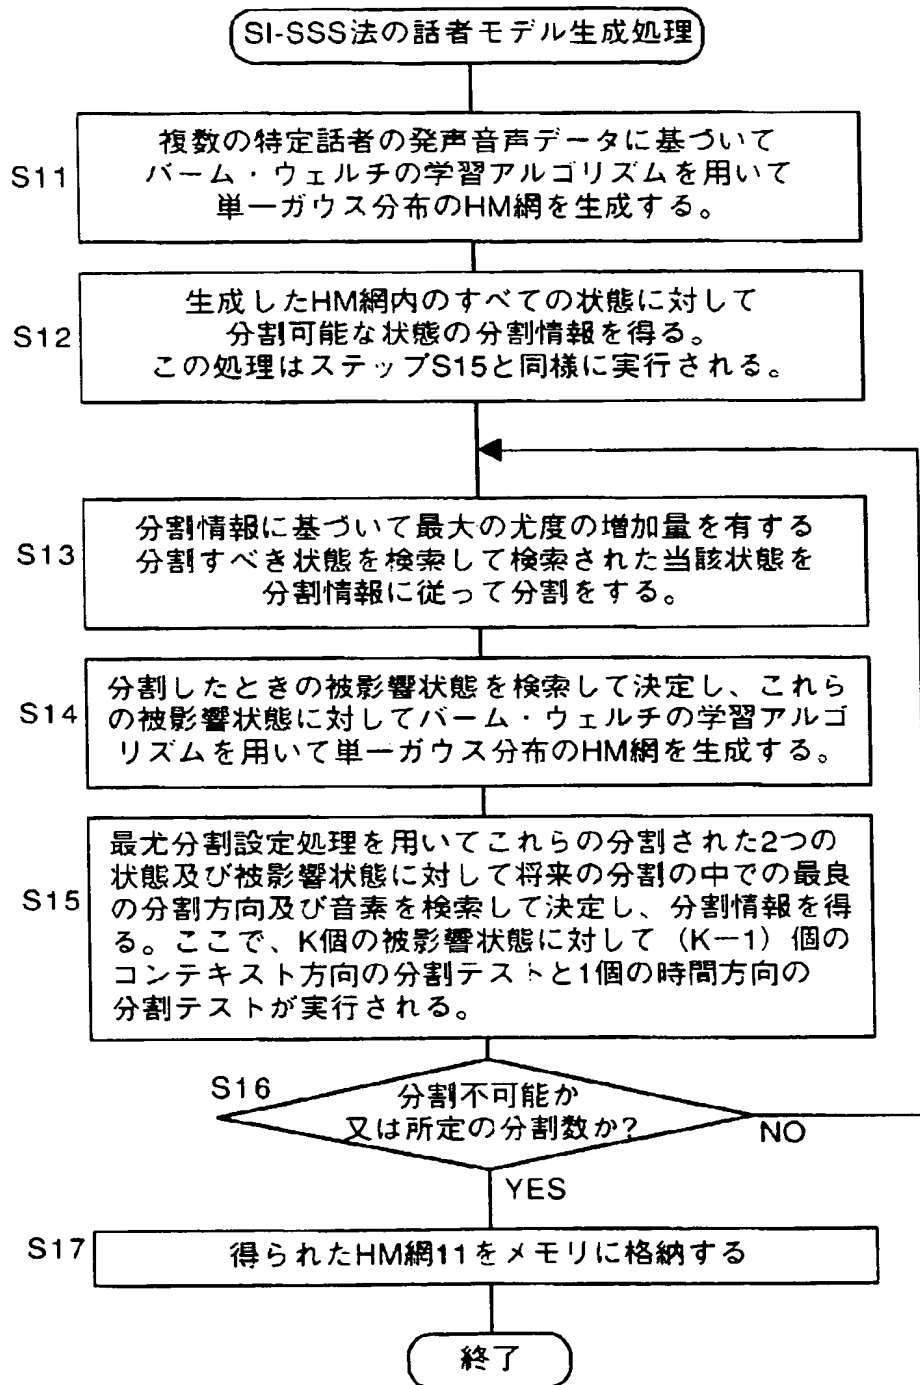 SI-SSS法の話者モデル生成処理
S11
複数の特定話者の発声音声データに基づいて
バーム・ウェルチの学習アルゴリズムを用いて
単一ガウス分布のHM網を生成する。
S12
生成したHM網内のすべての状態に対して
分割可能な状態の分割情報を得る。
この処理はステップS15と同様に実行される。
S13
分割情報に基づいて最大の尤度の増加量を有する
分割すべき状態を検索して検索された当該状態を
分割情報に従って分割をする。
S14
分割したときの被影響状態を検索して決定し、これら
の被影響状態に対してバーム・ウェルチの学習アルゴ
リズムを用いて単一ガウス分布のHM網を生成する。
S15
最尤分割設定処理を用いてこれらの分割された2つの
状態及び被影響状態に対して将来の分割の中での最良
の分割方向及び音素を検索して決定し、分割情報を得
る。ここで、K個の被影響状態に対して（K－1）個の
コンテキスト方向の分割テストと1個の時間方向の
分割テストが実行される。
S16
分割不可能か
又は所定の分割数か?
NO
YES
S17
得られたHM網11をメモリに格納する
終了